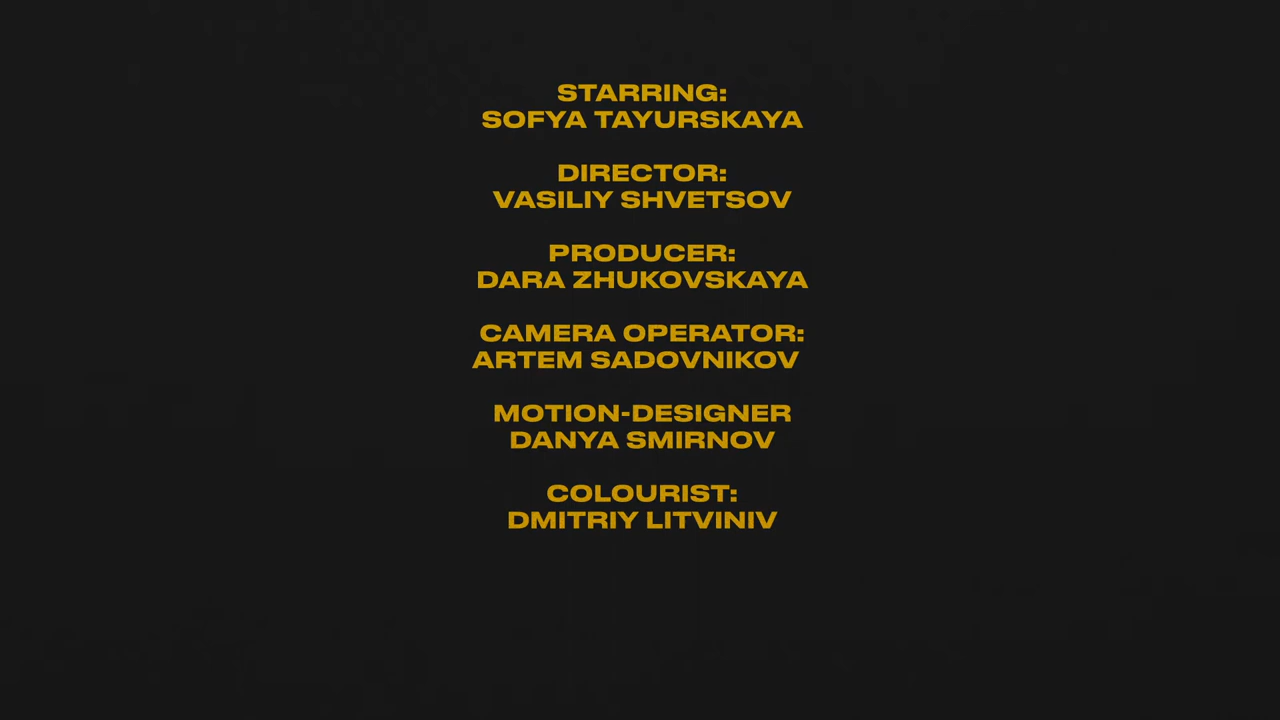 STARRING:
SOFYA TAYURSKAYA
DIRECTOR:
VASILIY SHVETSOV
PRODUCER:
DARA ZHUKOVSKAYA
CAMERA OPERATOR:
ARTEM SADOVNIKOV
MOTION-DESIGNER
DANYA SMIRNOV
COLOURIST:
DMITRIY LITVINIV